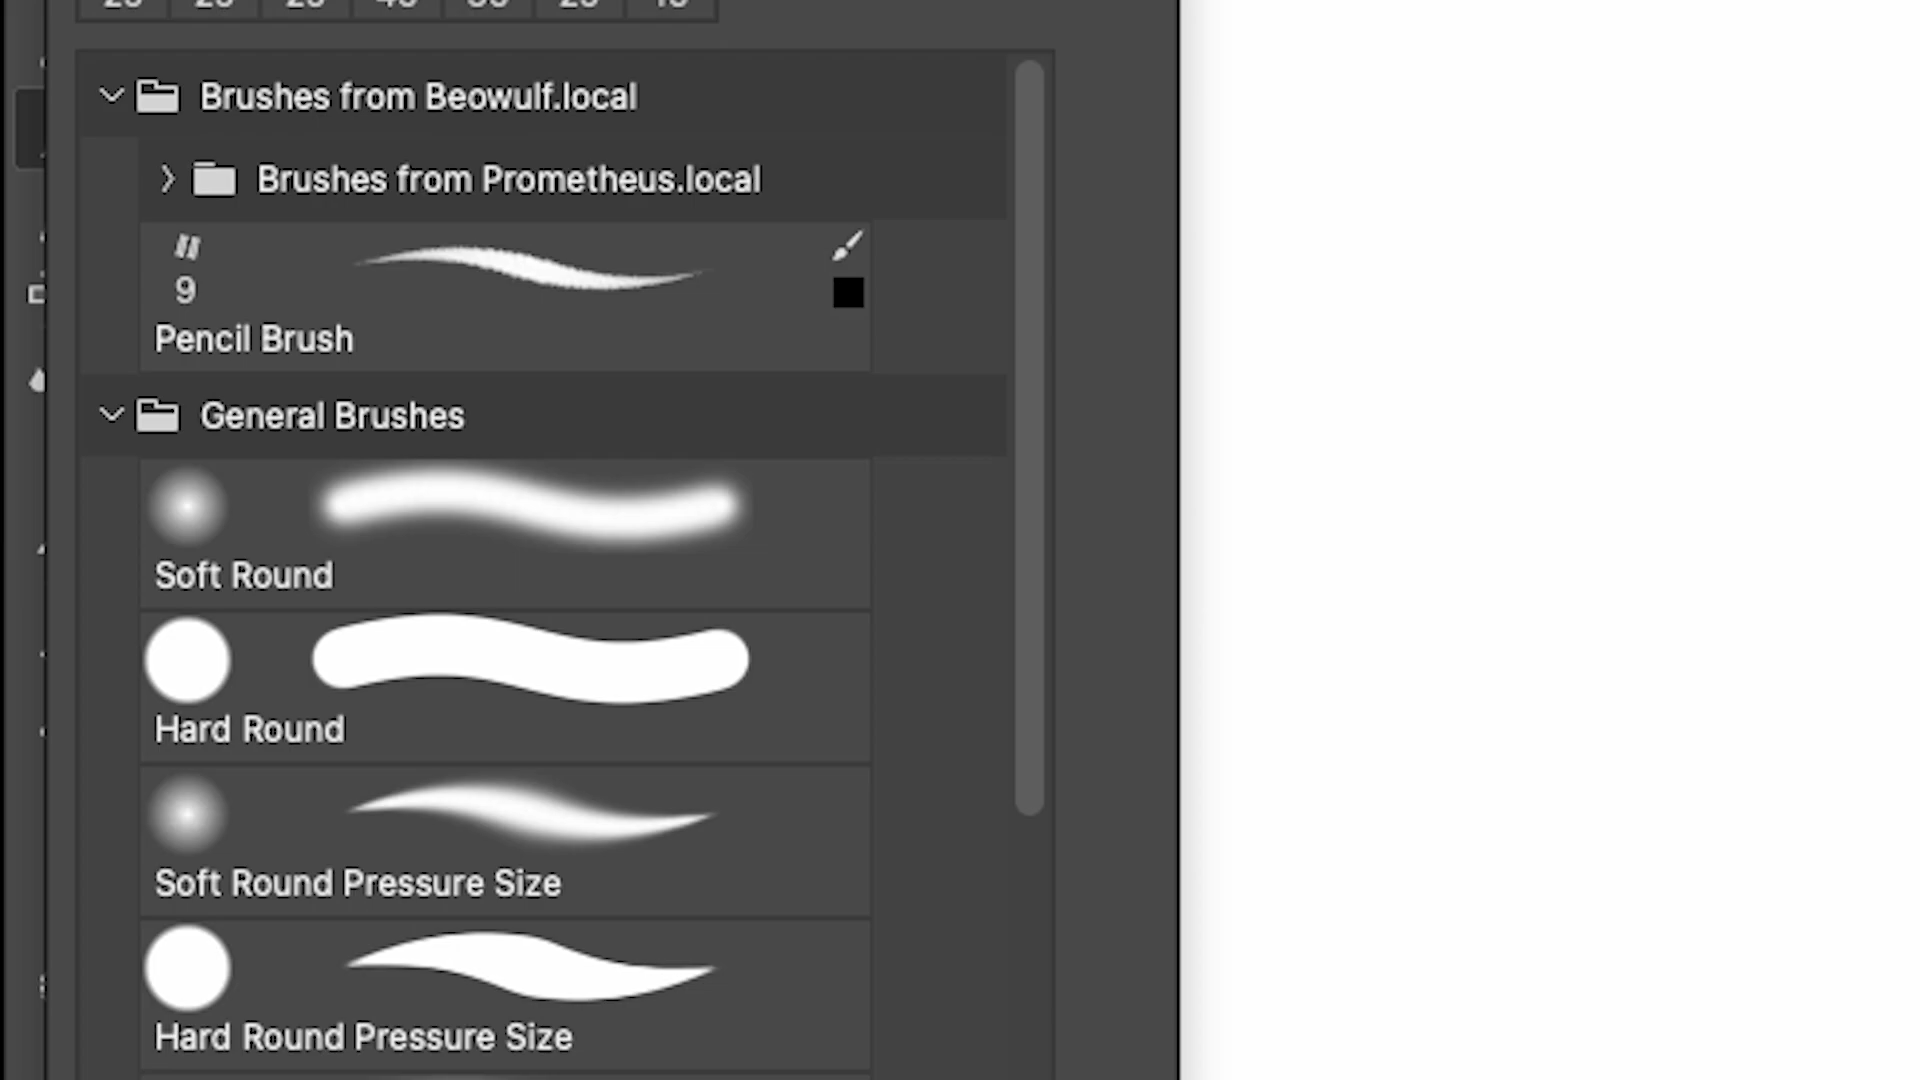 Brushes from Beowulf.local
Brushes from Prometheus.local
9
Pencil Brush
General Brushes
Soft Round
Hard Round
Soft Round Pressure Size
Hard Round Pressure Size